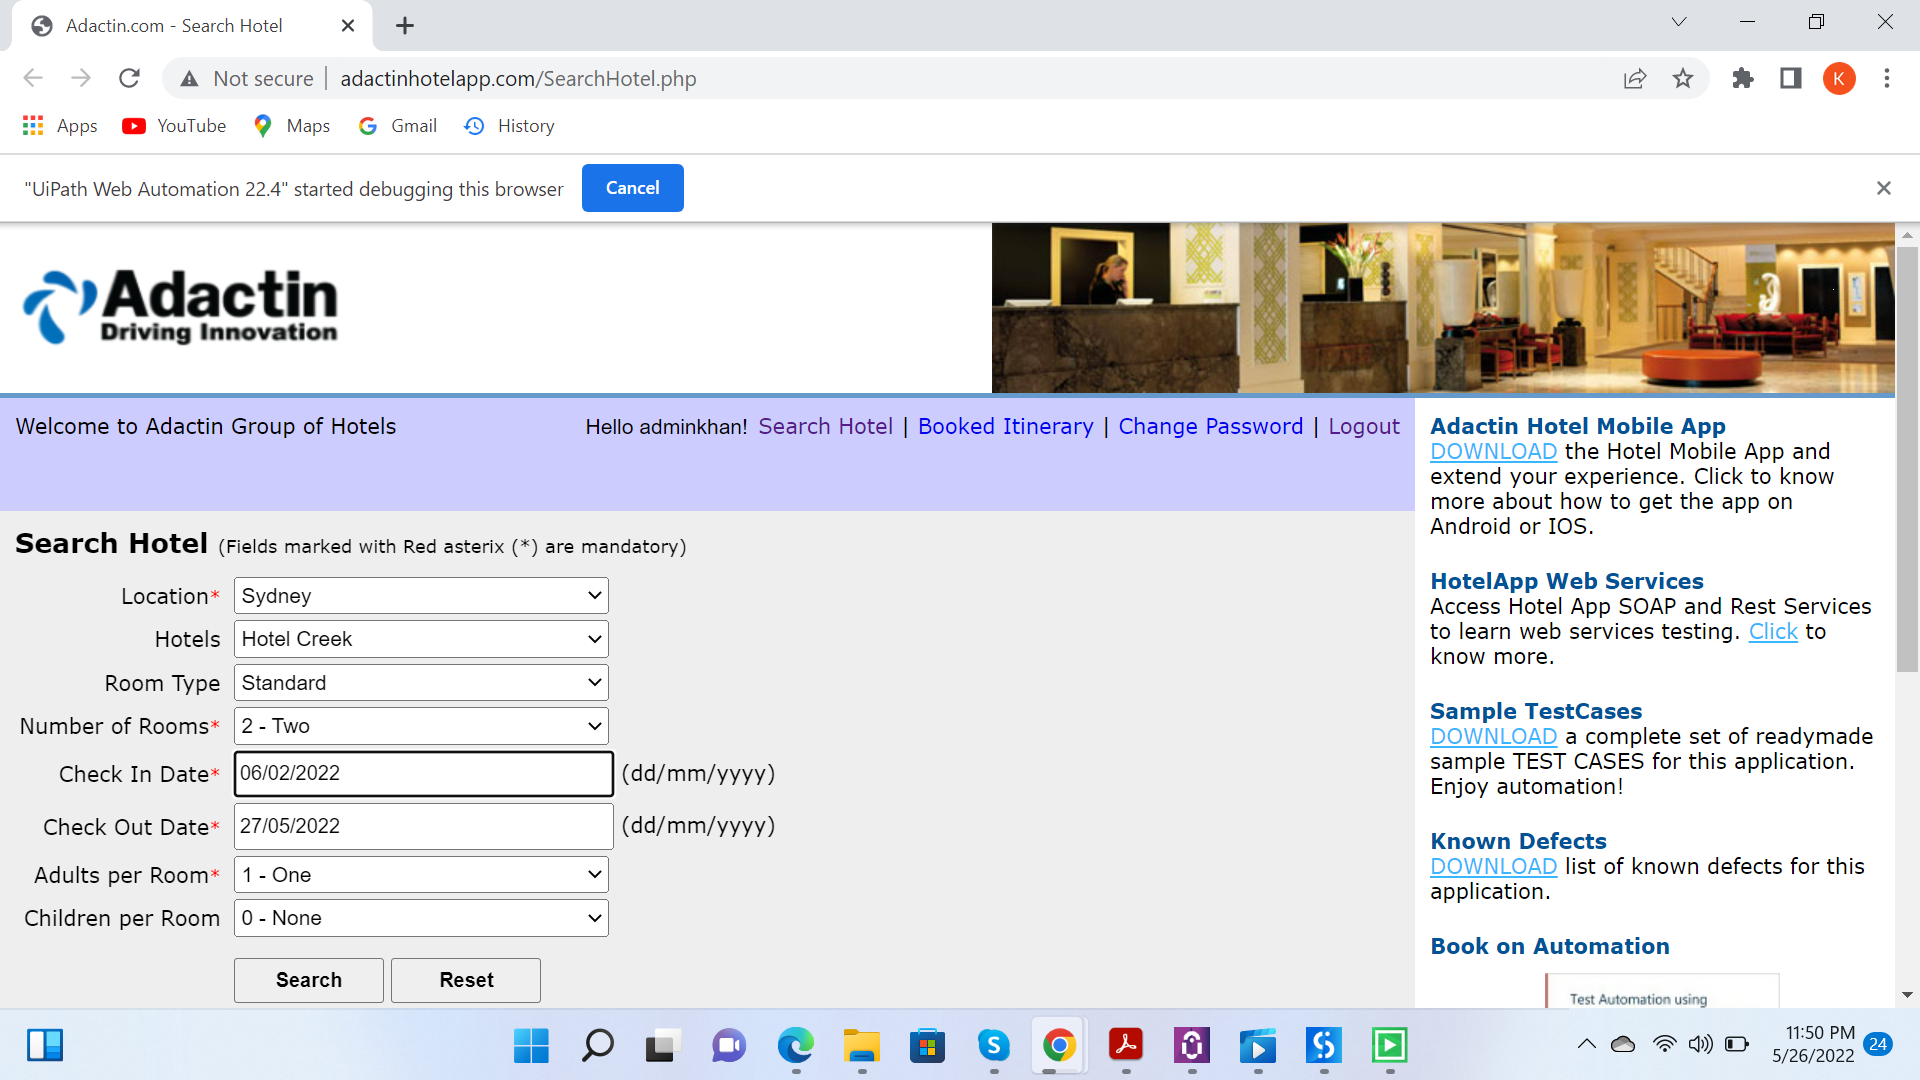 Adactin.com - Search Hotel
Not secure
adactinhotelapp.com/SearchHotel.php
K
Apps
YouTube
Maps
Gmail
History
"UiPath Web Automation 22.4" started debugging this browser
Cancel
Adactin
Driving Innovation
Welcome to Adactin Group of Hotels
Hello adminkhan! Search Hotel | Booked Itinerary | Change Password | Logout
Search Hotel (Fields marked with Red asterix (*) are mandatory)
Location* Sydney
Hotels Hotel Creek
Room Type Standard
Number of Rooms* 2 - Two
Check In Date* 06/02/2022 (dd/mm/yyyy)
Check Out Date* 27/05/2022 (dd/mm/yyyy)
Adults per Room* 1 - One
Children per Room 0 - None
Search
Reset
Adactin Hotel Mobile App
DOWNLOAD the Hotel Mobile App and
extend your experience. Click to know
more about how to get the app on
Android or IOS.
HotelApp Web Services
Access Hotel App SOAP and Rest Services
to learn web services testing. Click to
know more.
Sample TestCases
DOWNLOAD a complete set of readymade
sample TEST CASES for this application.
Enjoy automation!
Known Defects
DOWNLOAD list of known defects for this
application.
Book on Automation
Test Automation using
11:50 PM
5/26/2022
24